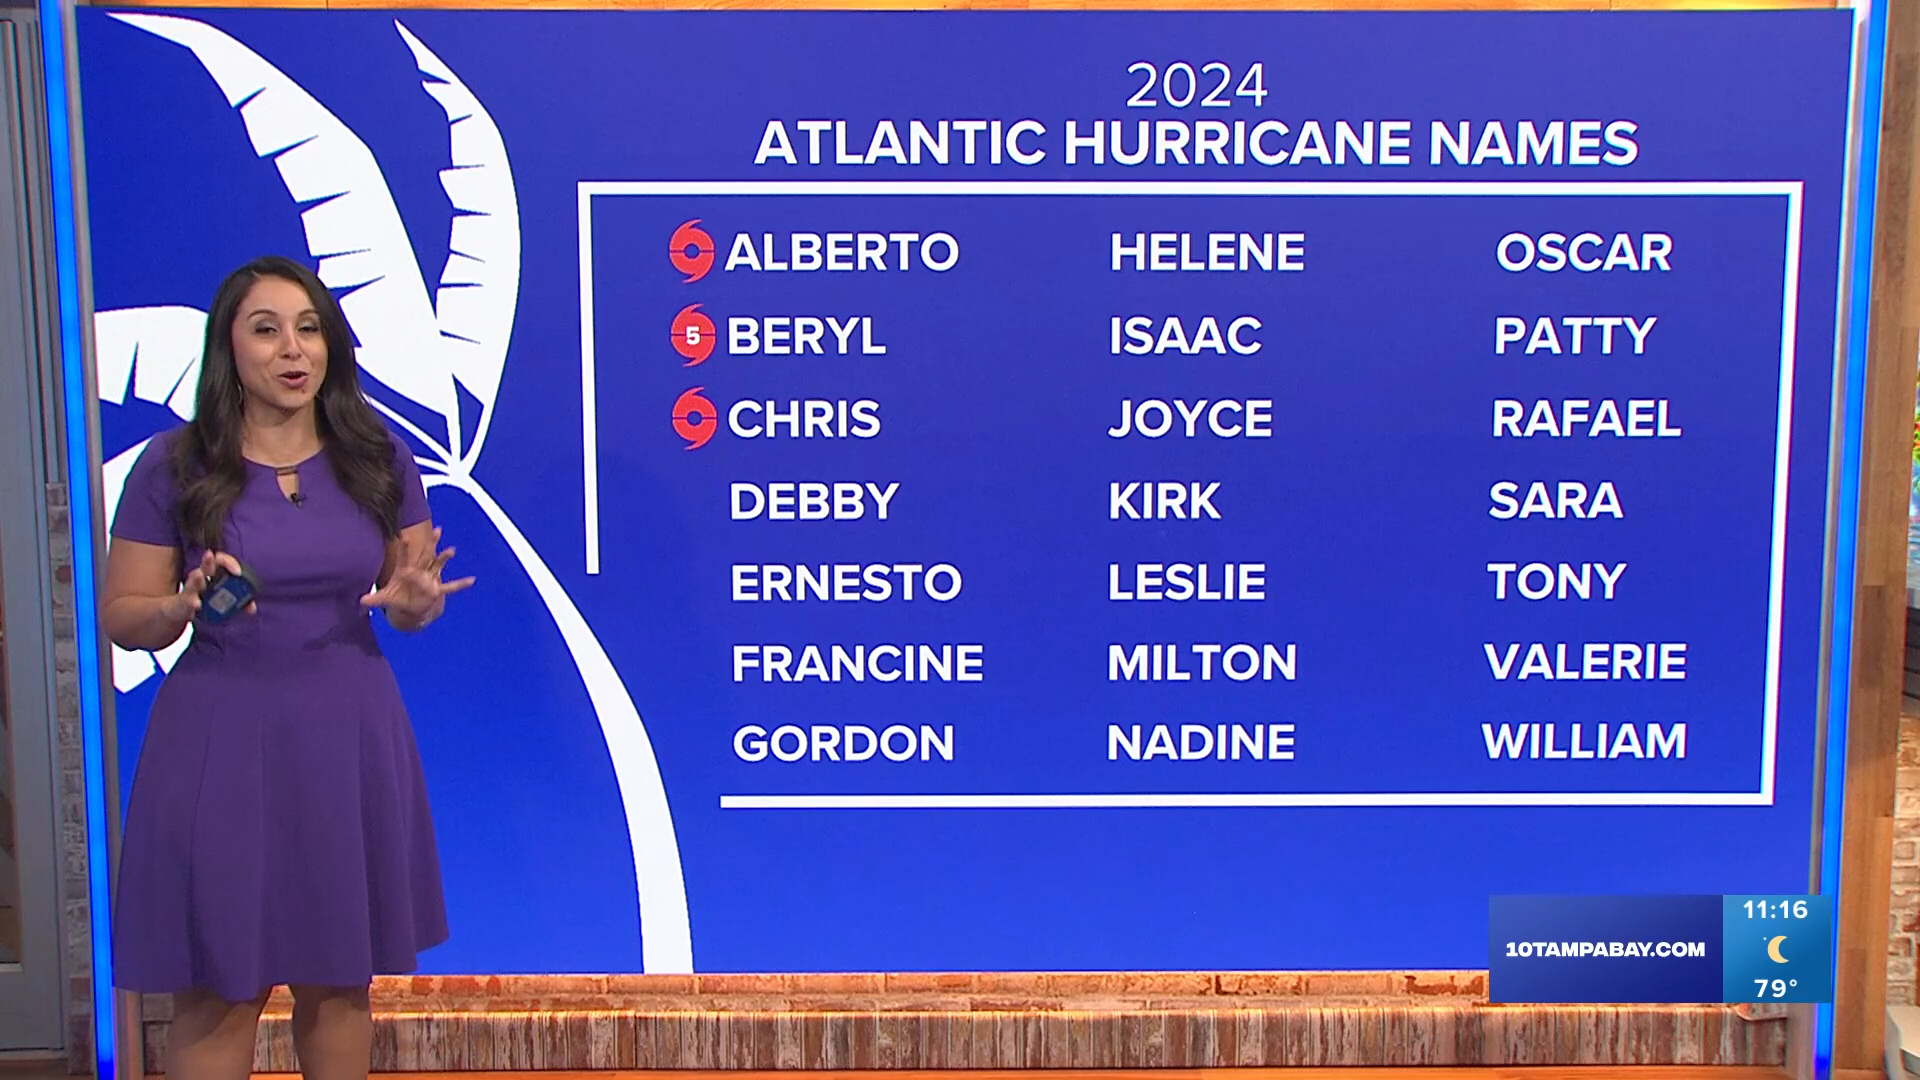 2024
ATLANTIC HURRICANE NAMES
ALBERTO
5 BERYL
CHRIS
DEBBY
ERNESTO
FRANCINE
GORDON
HELENE
ISAAC
JOYCE
KIRK
LESLIE
MILTON
NADINE
OSCAR
PATTY
RAFAEL
SARA
TONY
VALERIE
WILLIAM
10TAMPABAY.COM
11:16
79°